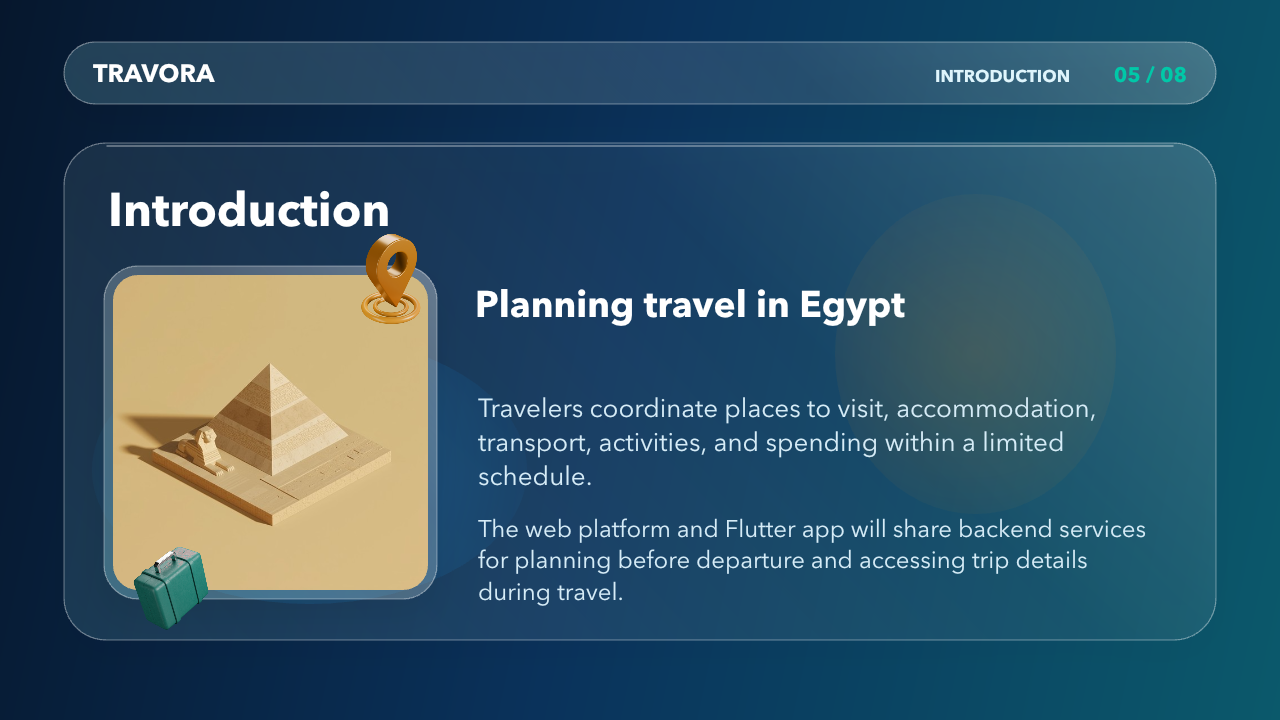 TRAVORA
INTRODUCTION 05 / 08
Introduction
Planning travel in Egypt
Travelers coordinate places to visit, accommodation,
transport, activities, and spending within a limited
schedule.
The web platform and Flutter app will share backend services
for planning before departure and accessing trip details
during travel.